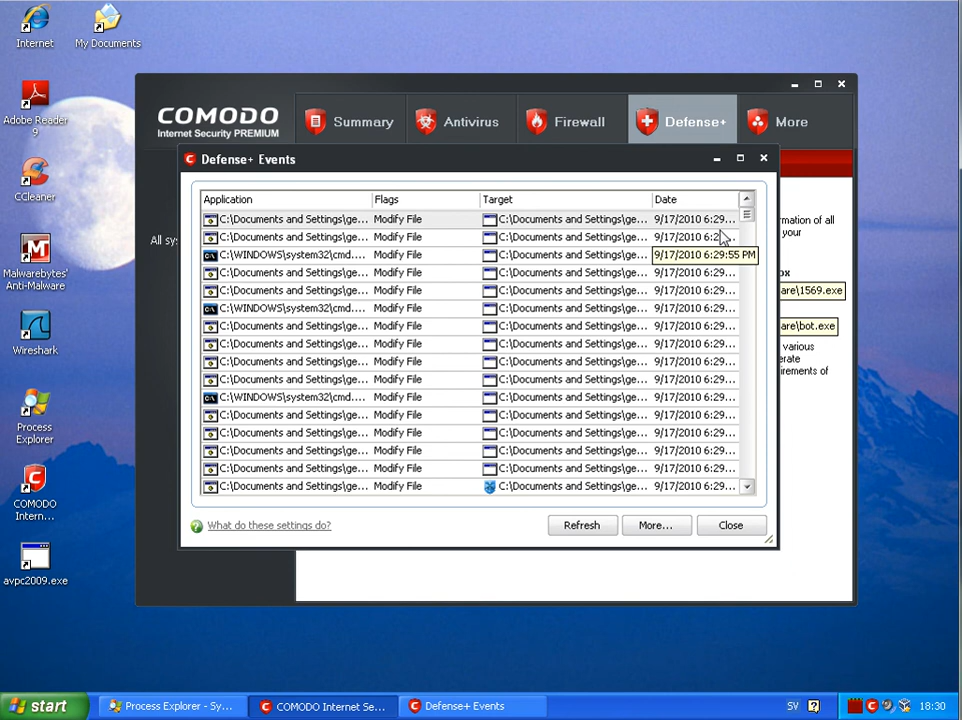 Internet
My Documents
Adobe Reader
9
CCleaner
Malwarebytes'
Anti-Malware
Wireshark
Process
Explorer
COMODO
Intern...
avpc2009.exe
COMODO
Internet Security PREMIUM
Summary
Antivirus
Firewall
Defense+
More
Defense+ Events
Application Flags Target Date
C:\Documents and Settings\ge... Modify File C:\Documents and Settings\ge... 9/17/2010 6:29...
C:\Documents and Settings\ge... Modify File C:\Documents and Settings\ge... 9/17/2010 6:2
C:\WINDOWS\system32\cmd.... Modify File C:\Documents and Settings\ge... 9/17/2010 6:29:55 PM
C:\Documents and Settings\ge... Modify File C:\Documents and Settings\ge... 9/17/2010 6:29...
C:\Documents and Settings\ge... Modify File C:\Documents and Settings\ge... 9/17/2010 6:29...
C:\WINDOWS\system32\cmd.... Modify File C:\Documents and Settings\ge... 9/17/2010 6:29...
C:\Documents and Settings\ge... Modify File C:\Documents and Settings\ge... 9/17/2010 6:29...
C:\Documents and Settings\ge... Modify File C:\Documents and Settings\ge... 9/17/2010 6:29...
C:\Documents and Settings\ge... Modify File C:\Documents and Settings\ge... 9/17/2010 6:29...
C:\Documents and Settings\ge... Modify File C:\Documents and Settings\ge... 9/17/2010 6:29...
C:\WINDOWS\system32\cmd.... Modify File C:\Documents and Settings\ge... 9/17/2010 6:29...
C:\Documents and Settings\ge... Modify File C:\Documents and Settings\ge... 9/17/2010 6:29...
C:\Documents and Settings\ge... Modify File C:\Documents and Settings\ge... 9/17/2010 6:29...
C:\Documents and Settings\ge... Modify File C:\Documents and Settings\ge... 9/17/2010 6:29...
C:\Documents and Settings\ge... Modify File C:\Documents and Settings\ge... 9/17/2010 6:29...
C:\Documents and Settings\ge... Modify File C:\Documents and Settings\ge... 9/17/2010 6:29...
What do these settings do?
Refresh
More...
Close
All sy
rmation of all
your
ox
are\1569.exe
are\bot.exe
various
erate
irements of
start
Process Explorer - Sy...
COMODO Internet Se...
Defense+ Events
SV
18:30